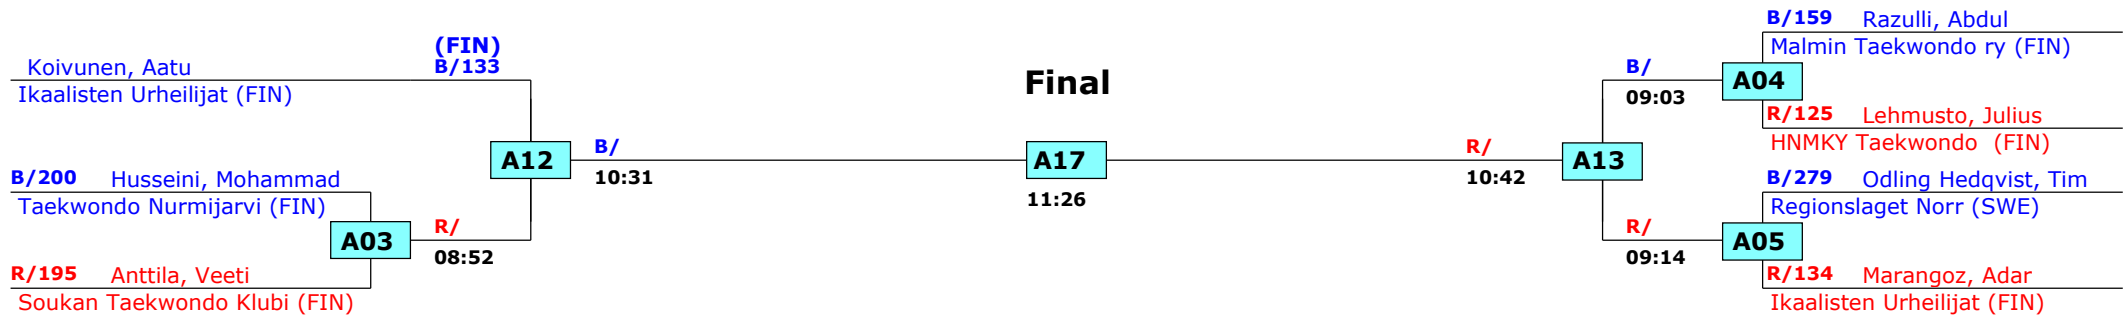 (FIN)
Koivunen, Aatu B/133
Ikaalisten Urheilijat (FIN)
A12
B/200 Husseini, Mohammad
Taekwondo Nurmijarvi (FIN)
A03
R/
08:52
R/195 Anttila, Veeti
Soukan Taekwondo Klubi (FIN)
B/
10:31
Final
A17
11:26
R/
10:42
A13
B/
09:03
R/
09:14
B/159 Razulli, Abdul
Malmin Taekwondo ry (FIN)
A04
R/125 Lehmusto, Julius
HNMKY Taekwondo (FIN)
B/279 Odling Hedqvist, Tim
Regionslaget Norr (SWE)
A05
R/134 Marangoz, Adar
Ikaalisten Urheilijat (FIN)